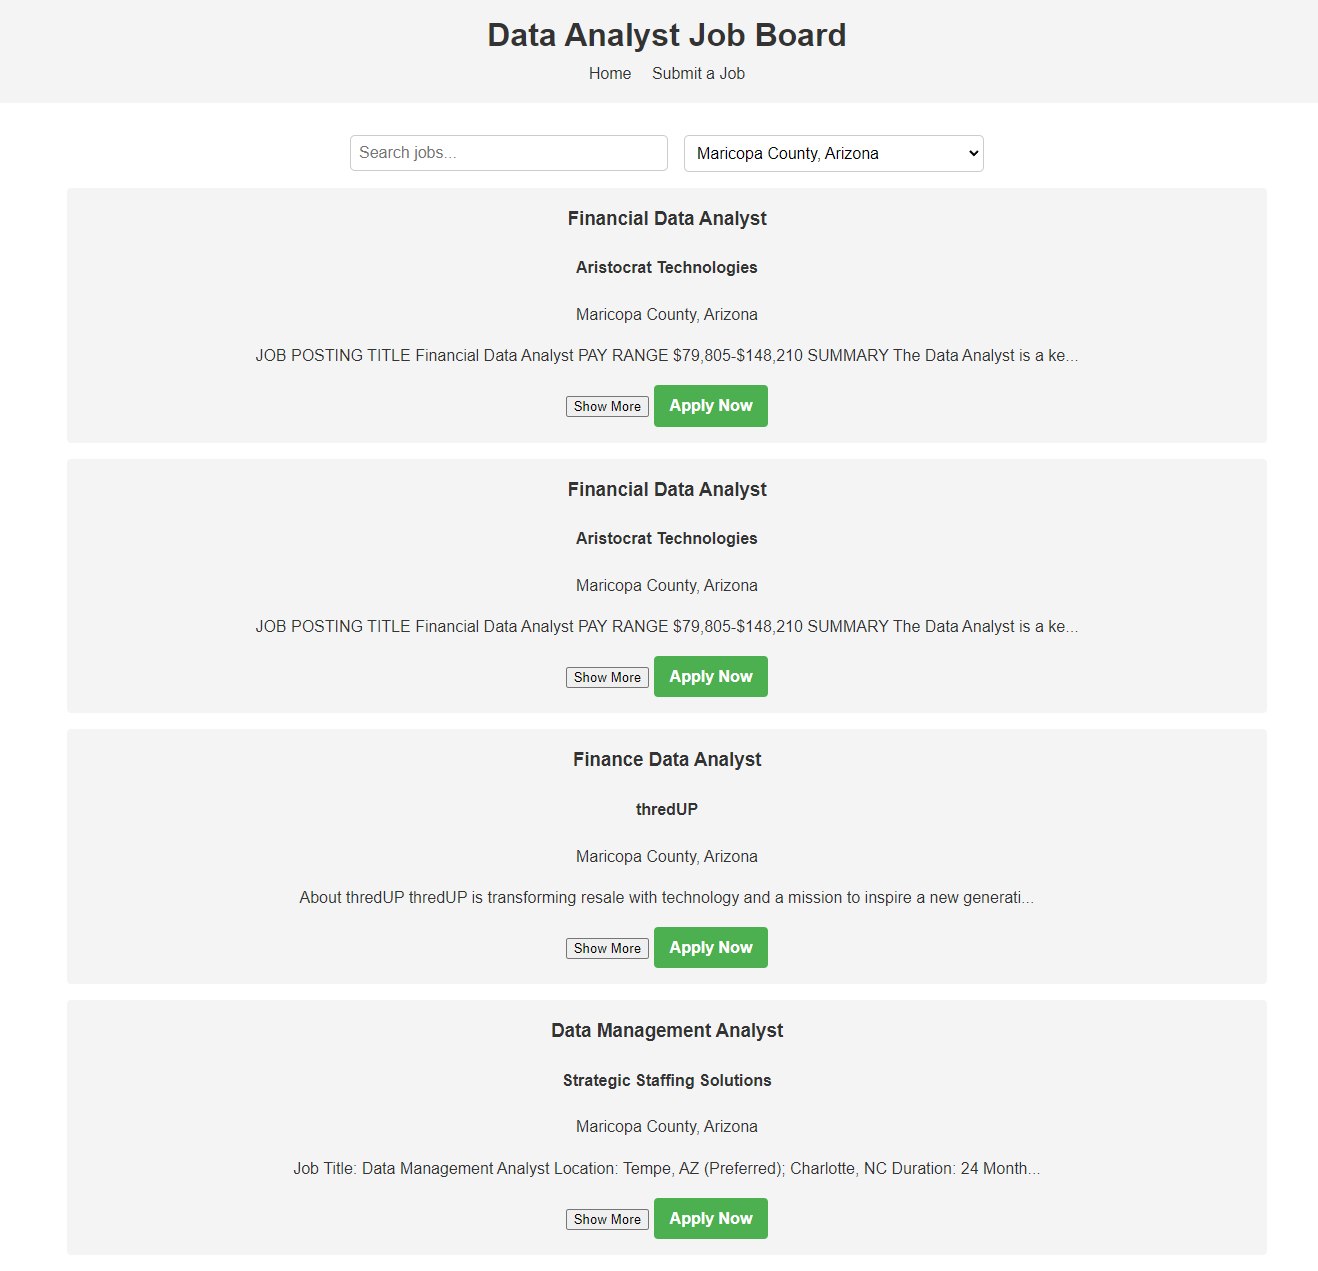 Data Analyst Job Board
Home Submit a Job
Search jobs... Maricopa County, Arizona
Financial Data Analyst
Aristocrat Technologies
Maricopa County, Arizona
JOB POSTING TITLE Financial Data Analyst PAY RANGE $79,805-$148,210 SUMMARY The Data Analyst is a ke...
Show More Apply Now
Financial Data Analyst
Aristocrat Technologies
Maricopa County, Arizona
JOB POSTING TITLE Financial Data Analyst PAY RANGE $79,805-$148,210 SUMMARY The Data Analyst is a ke...
Show More Apply Now
Finance Data Analyst
thredUP
Maricopa County, Arizona
About thredUP thredUP is transforming resale with technology and a mission to inspire a new generati...
Show More Apply Now
Data Management Analyst
Strategic Staffing Solutions
Maricopa County, Arizona
Job Title: Data Management Analyst Location: Tempe, AZ (Preferred); Charlotte, NC Duration: 24 Month...
Show More Apply Now